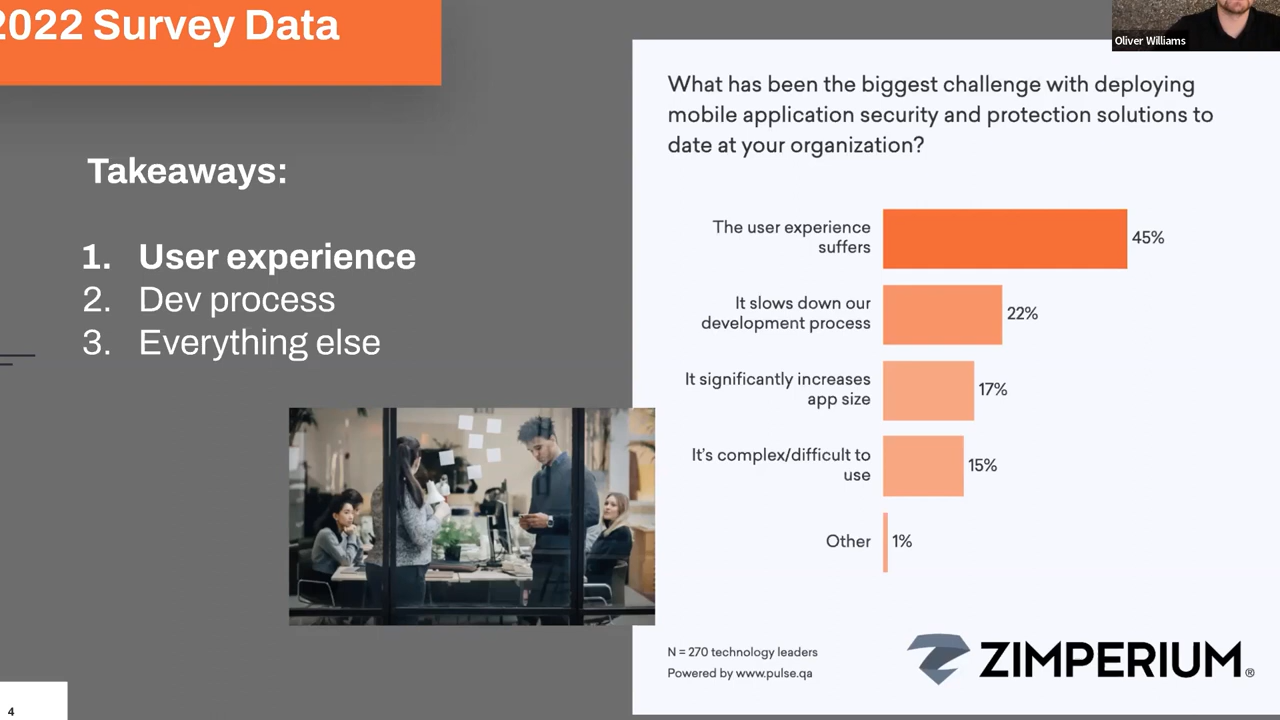 2022 Survey Data
Oliver Williams
Takeaways:
1. User experience
2. Dev process
3. Everything else
What has been the biggest challenge with deploying
mobile application security and protection solutions to
date at your organization?
The user experience
suffers
45%
It slows down our
development process
22%
It significantly increases
app size
17%
It's complex/difficult to
use
15%
Other
1%
N = 270 technology leaders
Powered by www.pulse.qa
ZIMPERIUM®
4